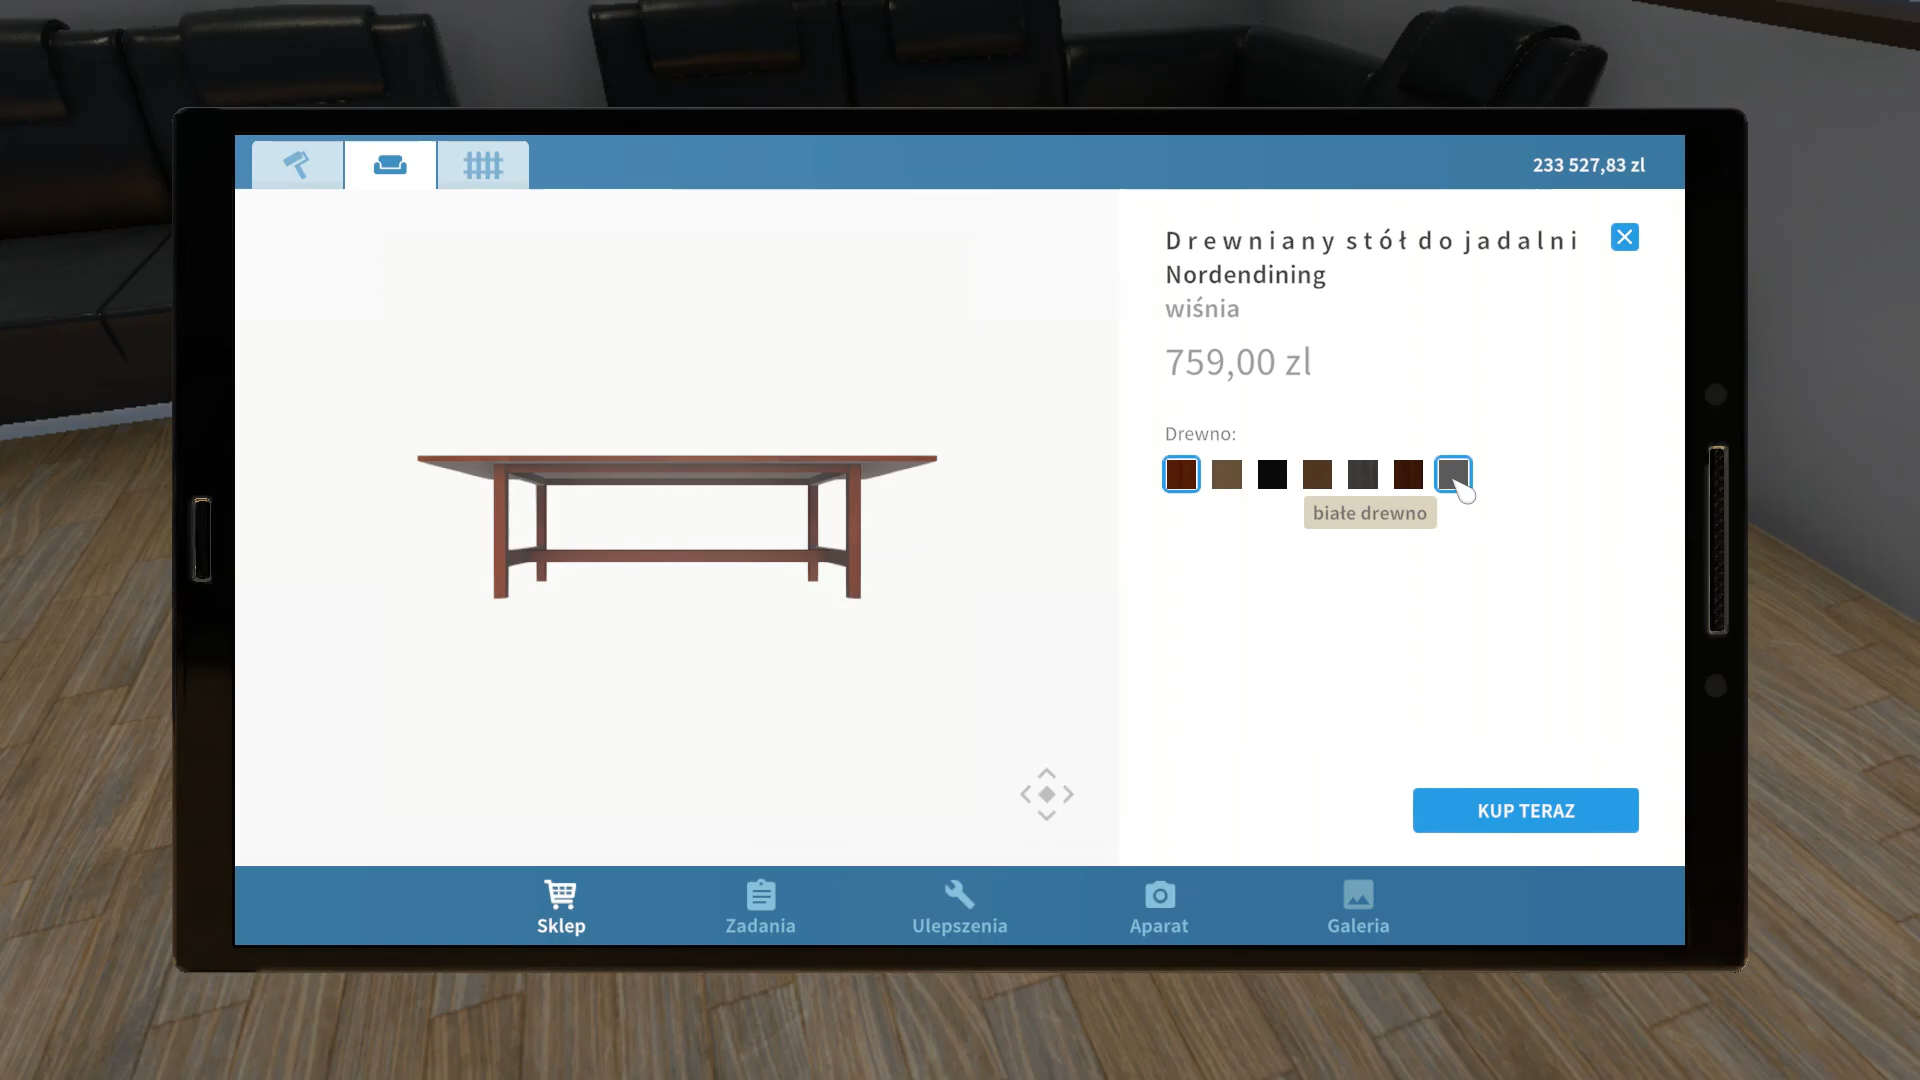 233 527,83 zl
Drewniany stół do jadalni
Nordendining
wiśnia
759,00 zl
Drewno:
białe drewno
KUP TERAZ
Sklep
Zadania
Ulepszenia
Aparat
Galeria